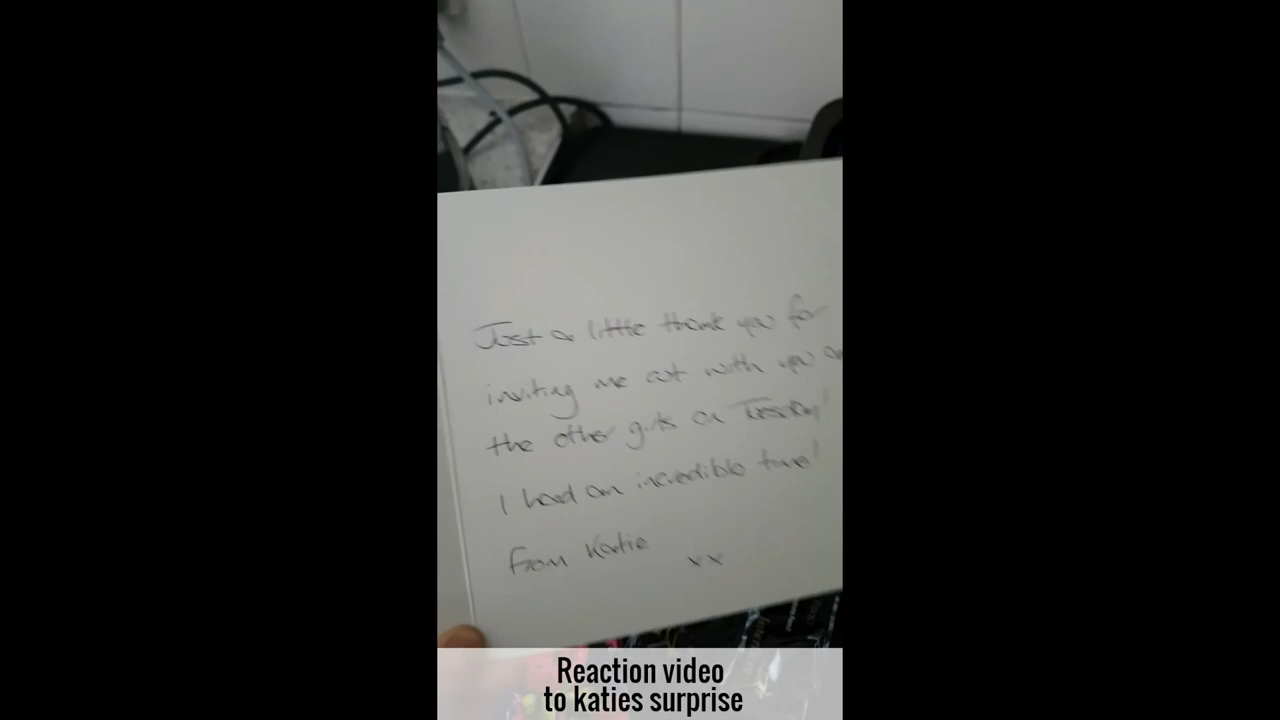 Just a little thank you for
inviting me out with you
the other girls on Tuesday!
I had an incredible time!
From Katie
xx
Reaction video
to katies surprise